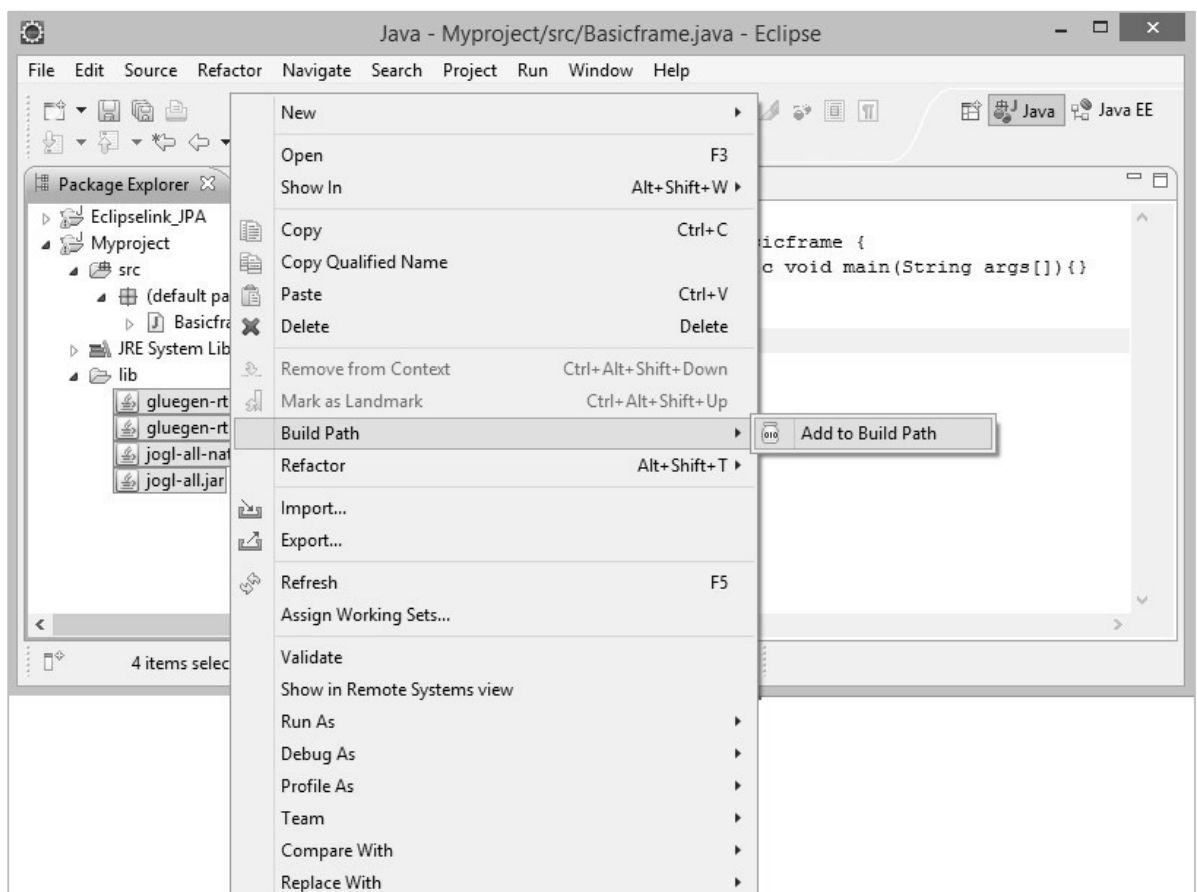 Java - Myproject/src/Basicframe.java - Eclipse
File Edit Source Refactor Navigate Search Project Run Window Help
Java Java EE
Package Explorer
Eclipselink_JPA
Myproject
src
(default pa
Basicfra
JRE System Lib
lib
gluegen-rt
gluegen-rt
jogl-all-nat
jogl-all.jar
4 items selec
New
Open F3
Show In Alt+Shift+W
Copy Ctrl+C
Copy Qualified Name
Paste Ctrl+V
Delete Delete
Remove from Context Ctrl+Alt+Shift+Down
Mark as Landmark Ctrl+Alt+Shift+Up
Build Path
Refactor Alt+Shift+T
Import...
Export...
Refresh F5
Assign Working Sets...
Validate
Show in Remote Systems view
Run As
Debug As
Profile As
Team
Compare With
Replace With
Add to Build Path
icframe {
c void main(String args[]){}